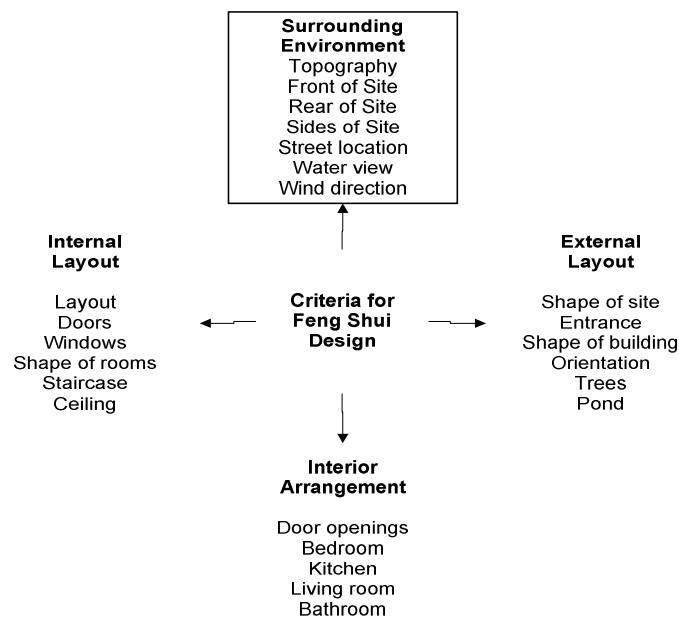 Surrounding
Environment
Topography
Front of Site
Rear of Site
Sides of Site
Street location
Water view
Wind direction
Internal
Layout
Layout
Doors
Windows
Shape of rooms
Staircase
Ceiling
Criteria for
Feng Shui
Design
External
Layout
Shape of site
Entrance
Shape of building
Orientation
Trees
Pond
Interior
Arrangement
Door openings
Bedroom
Kitchen
Living room
Bathroom